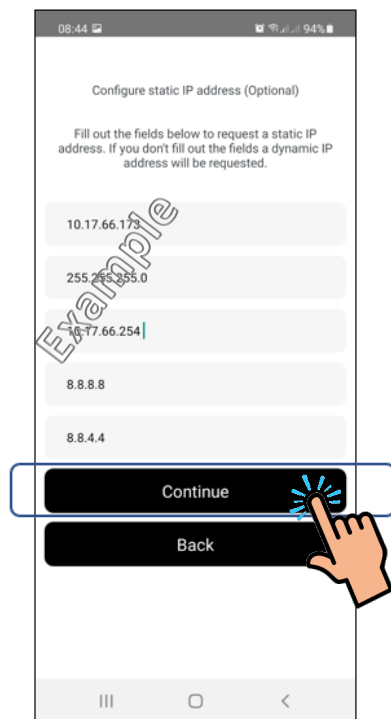 08:44 94%
Configure static IP address (Optional)
Fill out the fields below to request a static IP
address. If you don't fill out the fields a dynamic IP
address will be requested.
10.17.66.173
255.255.255.0
10.17.66.254
Example
8.8.8.8
8.8.4.4
Continue
Back